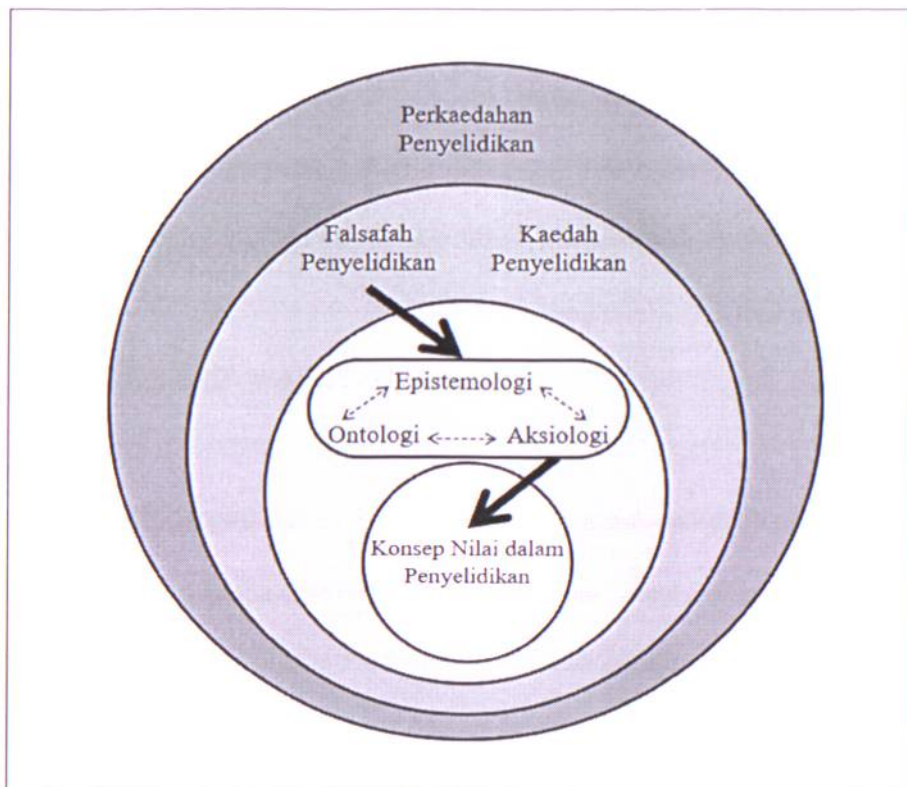 Perkaedahan
Penyelidikan
Falsafah
Penyelidikan
Kaedah
Penyelidikan
Epistemologi
Ontologi
Aksiologi
Konsep Nilai dalam
Penyelidikan